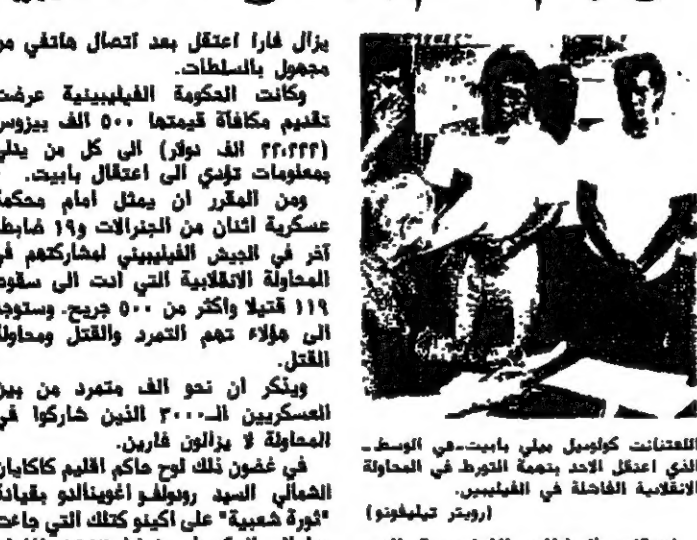 يزال فارا اعتقل بعد اتصال هاتفي من
مجهول بالسلطات.
وكانت الحكومة الفيليبينية عرضت
تقديم مكافأة قيمتها ٥٠٠ الف بيزوس
(٢٢،٢٢٢ الف دولار) الى كل من يدلي
بمعلومات تؤدي الى اعتقال بابيت.
ومن المقرر ان يمثل امام محكمة
عسكرية اثنان من الجنرالات و١٩ ضابطا
آخر في الجيش الفيليبيني لمشاركتهم في
المحاولة الانقلابية التي ادت الى سقوط
١١٩ قتيلا واكثر من ٥٠٠ جريح. وستوجه
الى هؤلاء تهم التمرد والقتل ومحاولة
القتل.
ويذكر ان نحو الف متمرد من بين
العسكريين الـ٣٠٠٠ الذين شاركوا في
المحاولة لا يزالون فارين.
في غضون ذلك لوح حاكم اقليم كاكايان
الشمالي السيد رودولفو اغوينالدو بقيادة
"ثورة شعبية" على اكينو كتلك التي جاءت
اللفتنانت كولونيل بيلي بابيت-في الوسط-
الذي اعتقل الاحد بتهمة التورط في المحاولة
الانقلابية الفاشلة في الفيليبين.
(رويتر تيليفوتو)